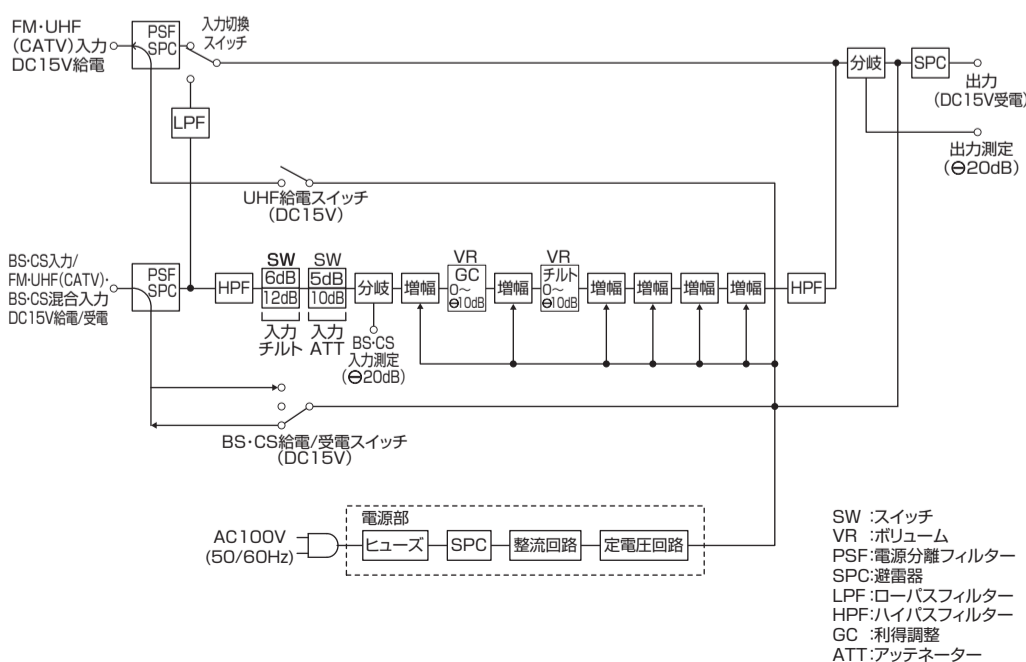 FM･UHF
(CATV)入力
DC15V給電
PSF
SPC
入力切換
スイッチ
LPF
分岐
SPC
出力
(DC15V受電)
出力測定
(⊖20dB)
UHF給電スイッチ
(DC15V)
BS･CS入力/
FM･UHF(CATV)･
BS･CS混合入力
DC15V給電/受電
PSF
SPC
HPF
SW
6dB
12dB
入力
チルト
SW
5dB
10dB
入力
ATT
分岐
BS･CS
入力測定
(⊖20dB)
増幅
VR
GC
0〜
⊖10dB
増幅
VR
チルト
0〜
⊖10dB
増幅
増幅
増幅
増幅
HPF
BS･CS給電/受電スイッチ
(DC15V)
電源部
AC100V
(50/60Hz)
ヒューズ
SPC
整流回路
定電圧回路
SW :スイッチ
VR :ボリューム
PSF:電源分離フィルター
SPC:避雷器
LPF:ローパスフィルター
HPF:ハイパスフィルター
GC :利得調整
ATT:アッテネーター